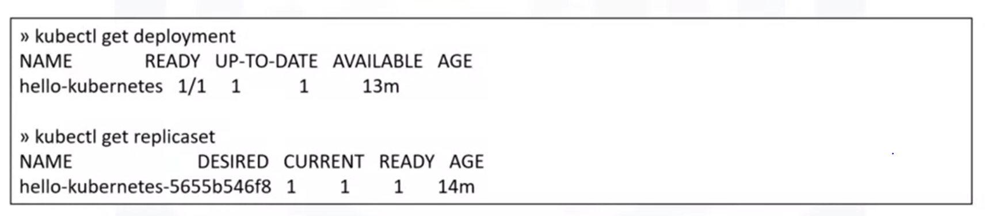 » kubectl get deployment
NAME READY UP-TO-DATE AVAILABLE AGE
hello-kubernetes 1/1 1 1 13m
» kubectl get replicaset
NAME DESIRED CURRENT READY AGE
hello-kubernetes-5655b546f8 1 1 1 14m